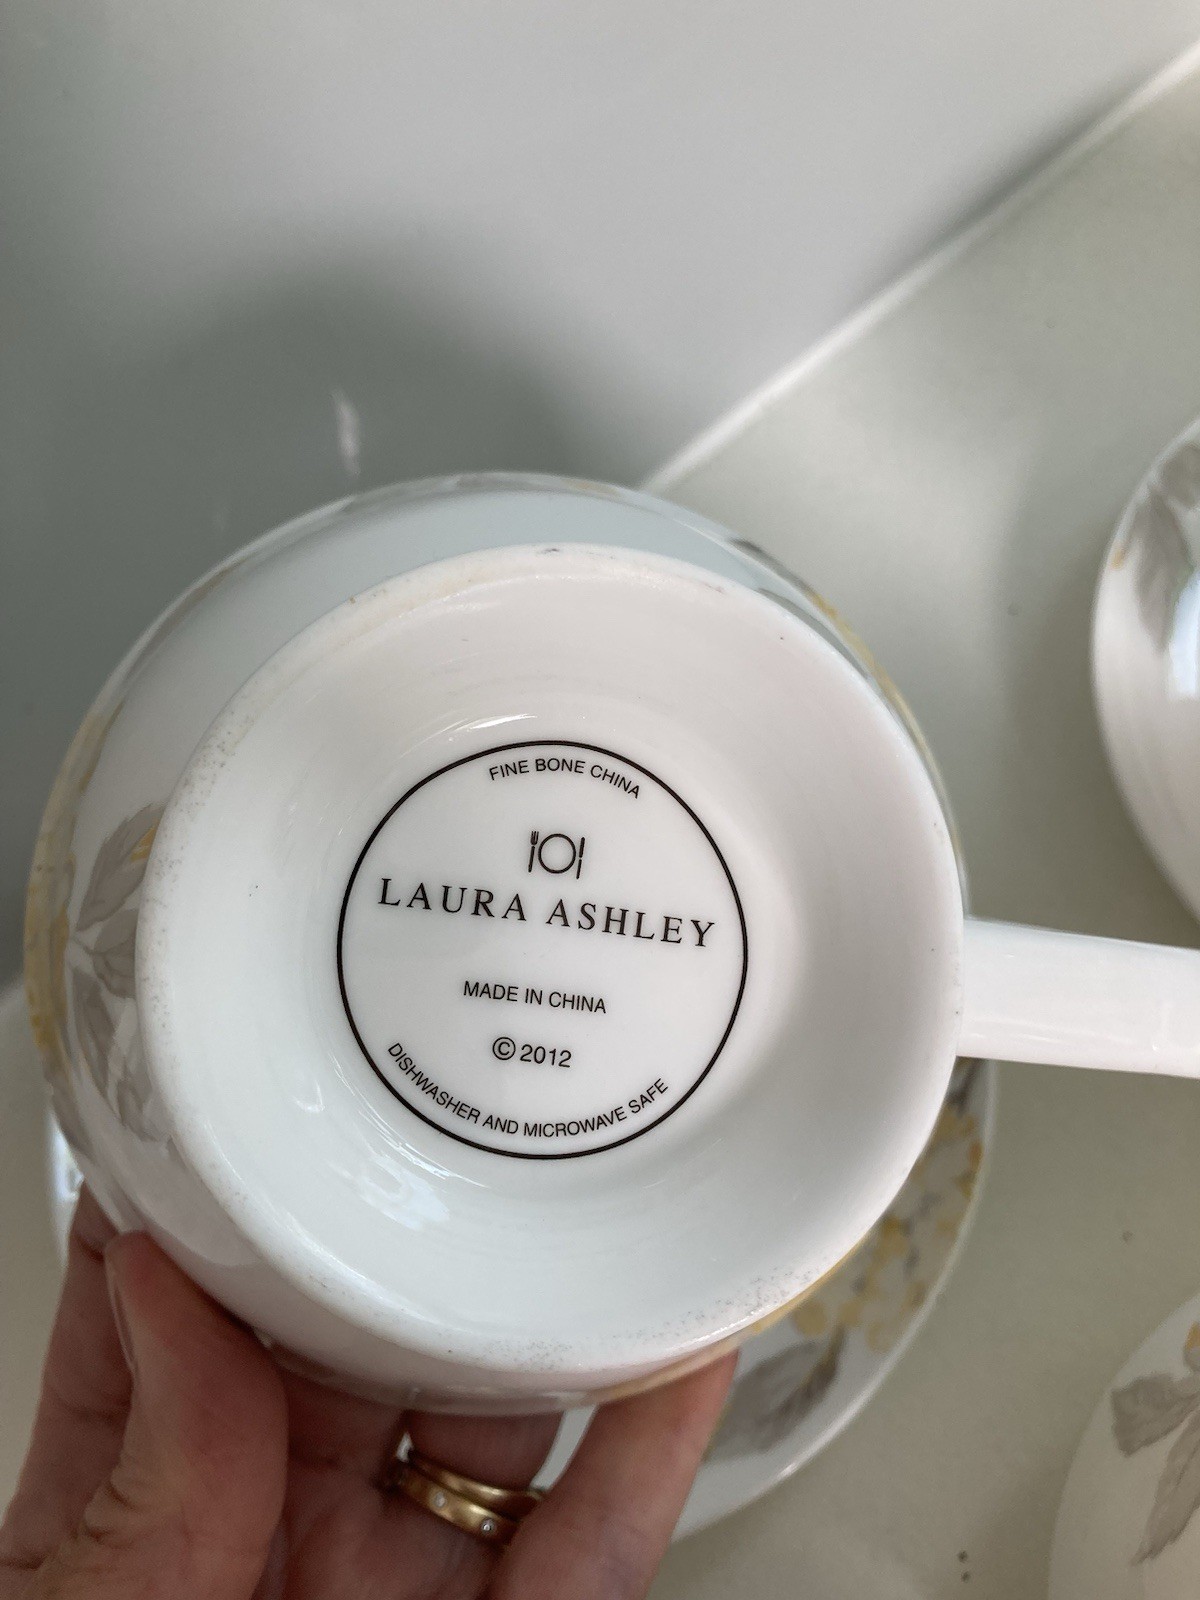 FINE BONE CHINA
LAURA ASHLEY
MADE IN CHINA
© 2012
DISHWASHER AND MICROWAVE SAFE